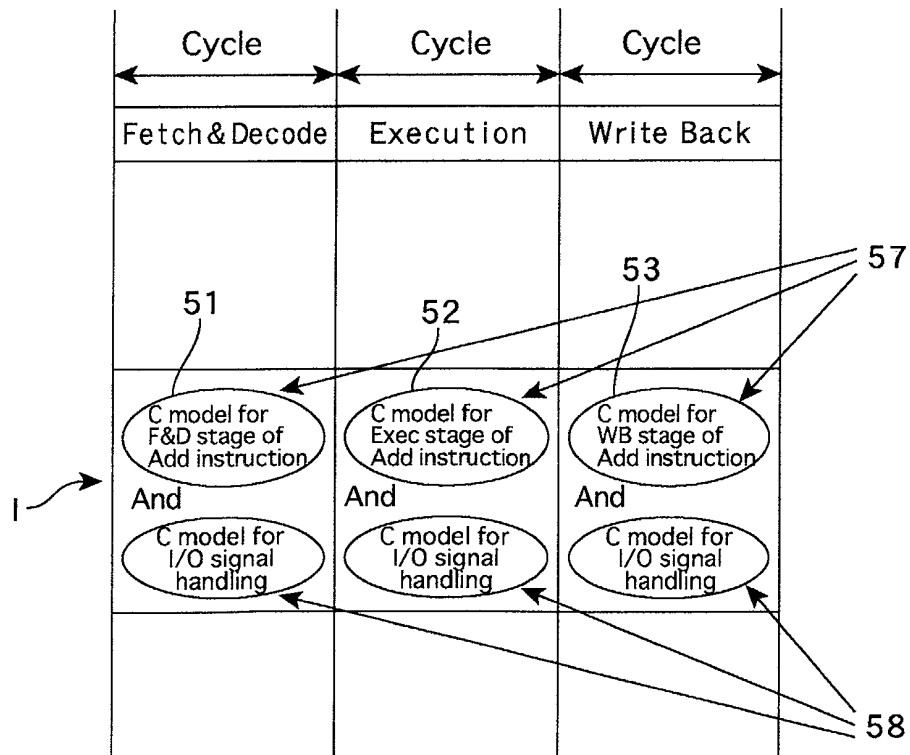 Cycle Cycle Cycle
Fetch&Decode Execution Write Back
57
51 52 53
C model for F&D stage of Add instruction
C model for Exec stage of Add instruction
C model for WB stage of Add instruction
I
And And And
C model for I/O signal handling
C model for I/O signal handling
C model for I/O signal handling
58